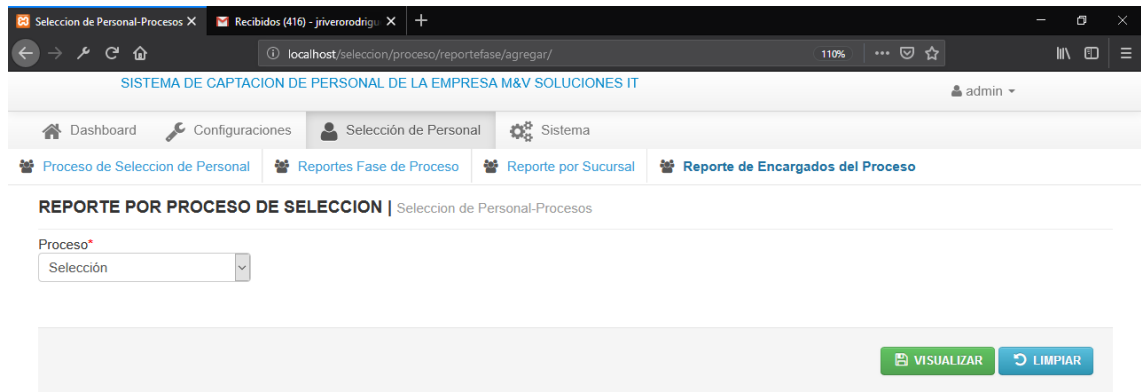 Seleccion de Personal-Procesos
Recibidos (416) - jriverorodrigu
localhost/seleccion/proceso/reportefase/agregar/
110%
SISTEMA DE CAPTACION DE PERSONAL DE LA EMPRESA M&V SOLUCIONES IT
admin
Dashboard
Configuraciones
Selección de Personal
Sistema
Proceso de Seleccion de Personal
Reportes Fase de Proceso
Reporte por Sucursal
Reporte de Encargados del Proceso
REPORTE POR PROCESO DE SELECCION | Seleccion de Personal-Procesos
Proceso*
Selección
VISUALIZAR
LIMPIAR